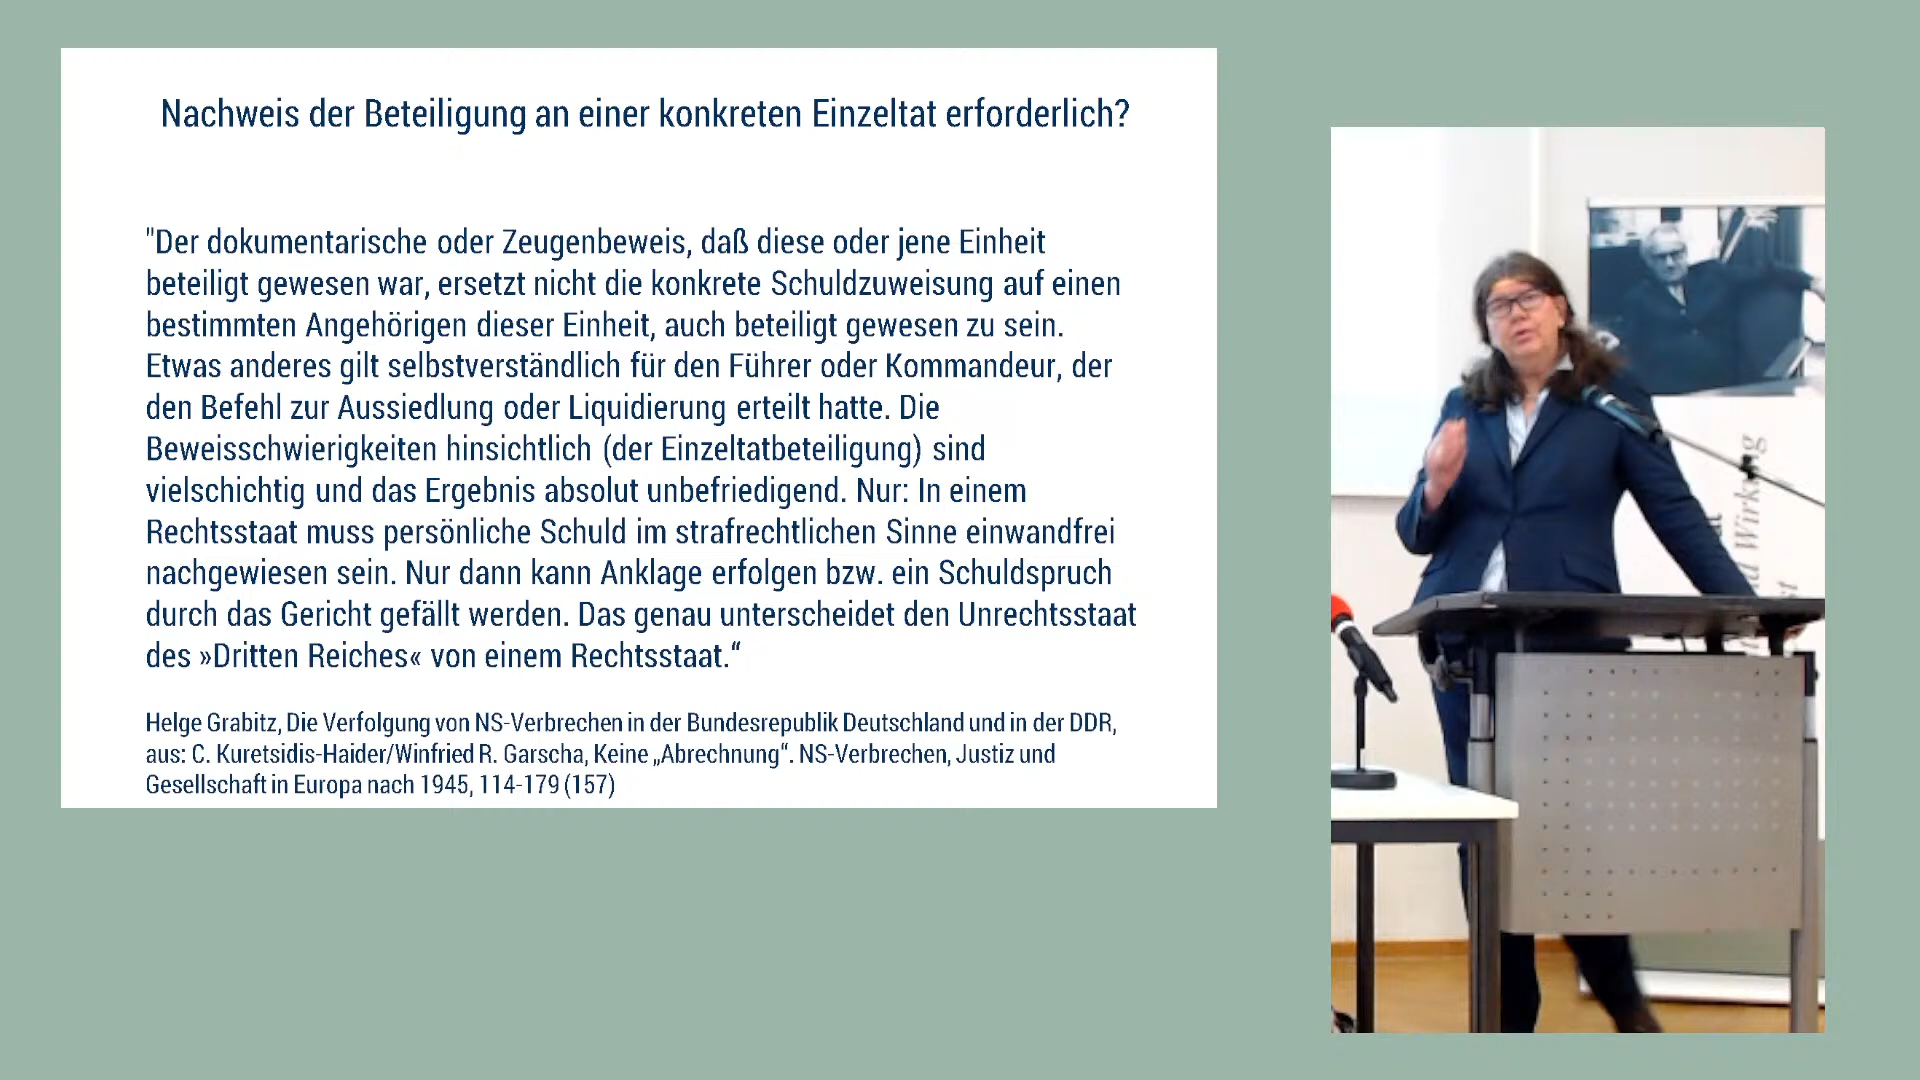 Nachweis der Beteiligung an einer konkreten Einzeltat erforderlich?
"Der dokumentarische oder Zeugenbeweis, daß diese oder jene Einheit
beteiligt gewesen war, ersetzt nicht die konkrete Schuldzuweisung auf einen
bestimmten Angehörigen dieser Einheit, auch beteiligt gewesen zu sein.
Etwas anderes gilt selbstverständlich für den Führer oder Kommandeur, der
den Befehl zur Aussiedlung oder Liquidierung erteilt hatte. Die
Beweisschwierigkeiten hinsichtlich (der Einzeltatbeteiligung) sind
vielschichtig und das Ergebnis absolut unbefriedigend. Nur: In einem
Rechtsstaat muss persönliche Schuld im strafrechtlichen Sinne einwandfrei
nachgewiesen sein. Nur dann kann Anklage erfolgen bzw. ein Schuldspruch
durch das Gericht gefällt werden. Das genau unterscheidet den Unrechtsstaat
des »Dritten Reiches« von einem Rechtsstaat.“
Helge Grabitz, Die Verfolgung von NS-Verbrechen in der Bundesrepublik Deutschland und in der DDR,
aus: C. Kuretsidis-Haider/Winfried R. Garscha, Keine „Abrechnung“. NS-Verbrechen, Justiz und
Gesellschaft in Europa nach 1945, 114-179 (157)
Wirkung